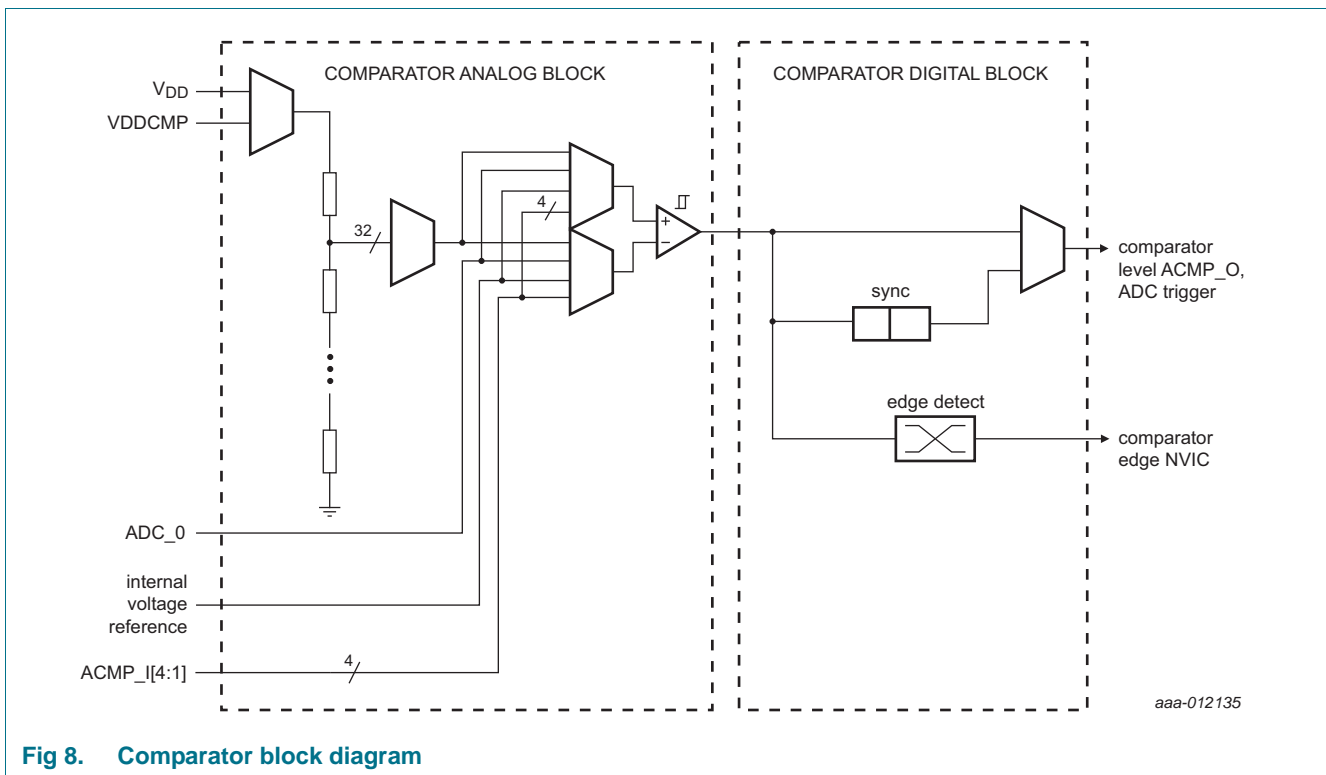 COMPARATOR ANALOG BLOCK
COMPARATOR DIGITAL BLOCK
VDD
VDDCMP
32
4
+
−
sync
edge detect
comparator
level ACMP_O,
ADC trigger
comparator
edge NVIC
ADC_0
internal
voltage
reference
ACMP_I[4:1]
4
aaa-012135
Fig 8. Comparator block diagram